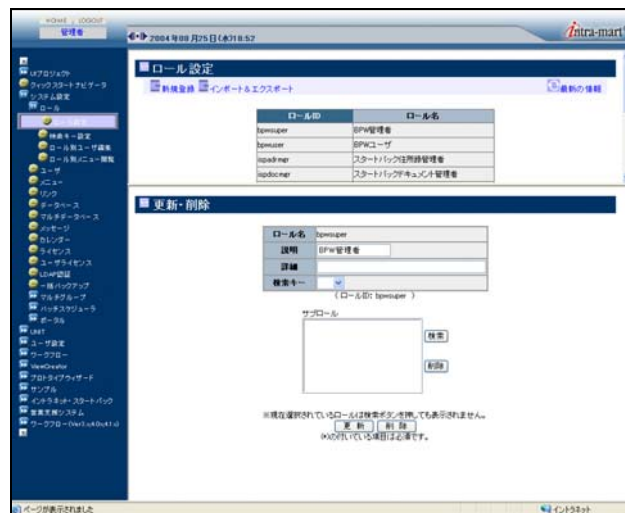 HOME | LOGOUT
管理者
2004年08月25日(水)18:52
intra-mart
UIプロジェクト
クイックスタートナビゲータ
システム設定
ロール
ロール設定
検索キー設定
ロール別ユーザ編集
ロール別メニュー閲覧
ユーザ
メニュー
リンク
データベース
マルチデータベース
メッセージ
カレンダー
ライセンス
ユーザライセンス
LDAP認証
一括バックアップ
マルチグループ
バッチスケジューラ
ポータル
UNIT
ユーザ設定
ワークフロー
ViewCreator
プロトタイプウィザード
サンプル
イントラネット・スタートパック
営業支援システム
ロール設定
新規登録 インポート&エクスポート 最新の情報
ロールID ロール名
bpwsuper BPW管理者
bpwuser BPWユーザ
ispadrmgr スタートパック住所録管理者
ispdocmgr スタートパックドキュメント管理者
更新・削除
ロール名 bpwsuper
説明 BPW管理者
詳細
検索キー
( ロールID: bpwsuper )
サブロール
検索
削除
※現在選択されているロールは検索ボタンを押しても表示されません。
更新 削除
(*)の付いている項目は必須です。
ページが表示されました イントラネット